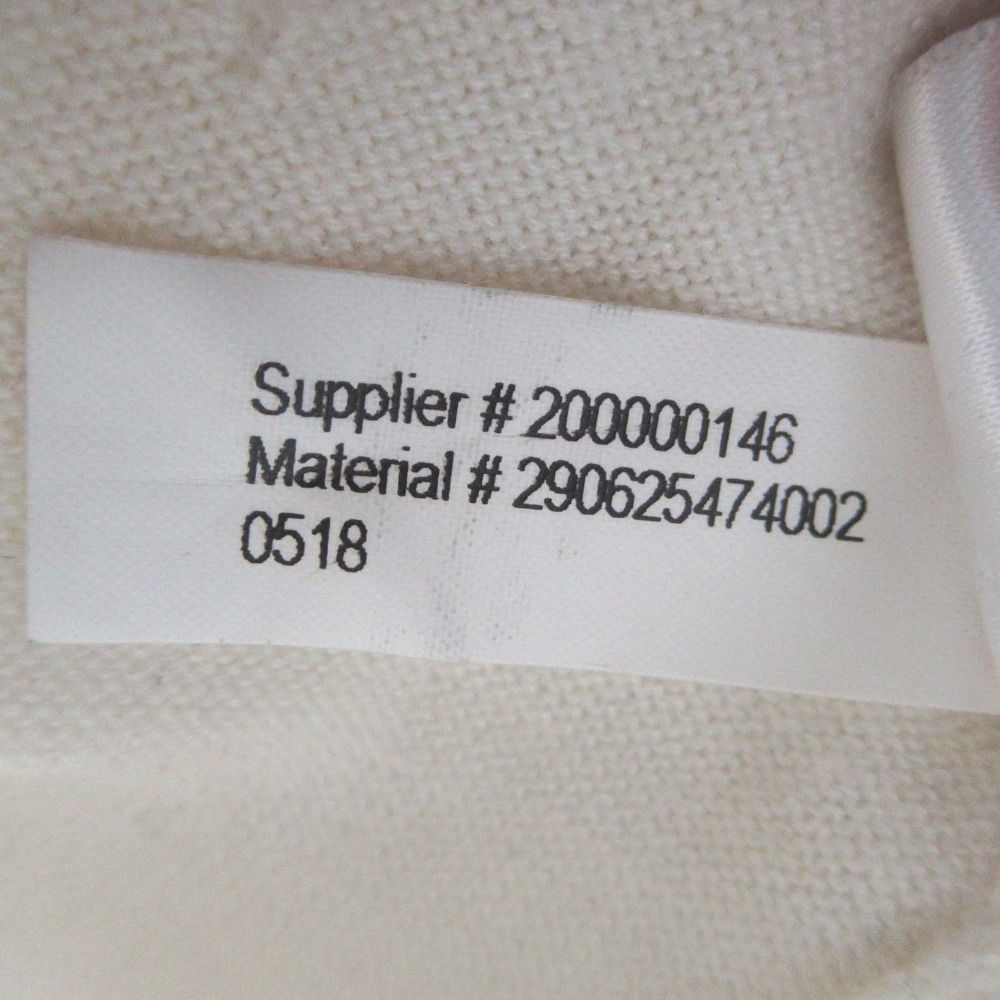 Supplier # 200000146
Material # 290625474002
0518